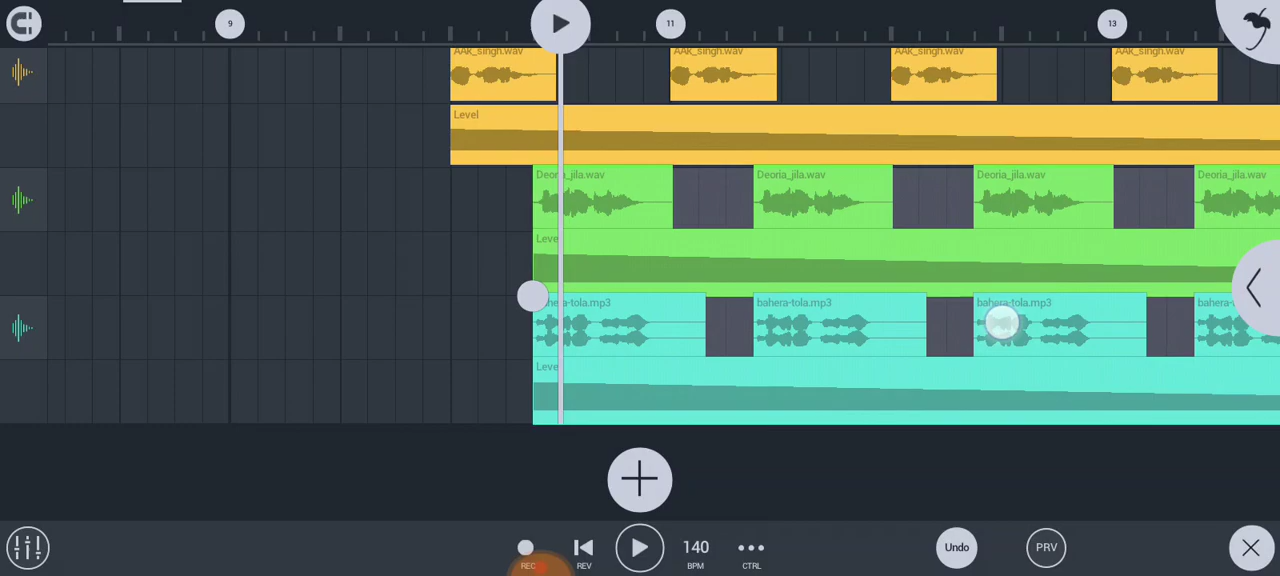 9
11
13
AAk_singh.wav
AAk_singh.wav
AAk_singh.wav
AAk_singh.wav
Level
Deoria_jila.wav
Deoria_jila.wav
Deoria_jila.wav
Deoria_jila.wav
Leve
bahera-tola.mp3
bahera-tola.mp3
bahera-tola.mp3
Leve
140
Undo
PRV
REC
REV
BPM
CTRL